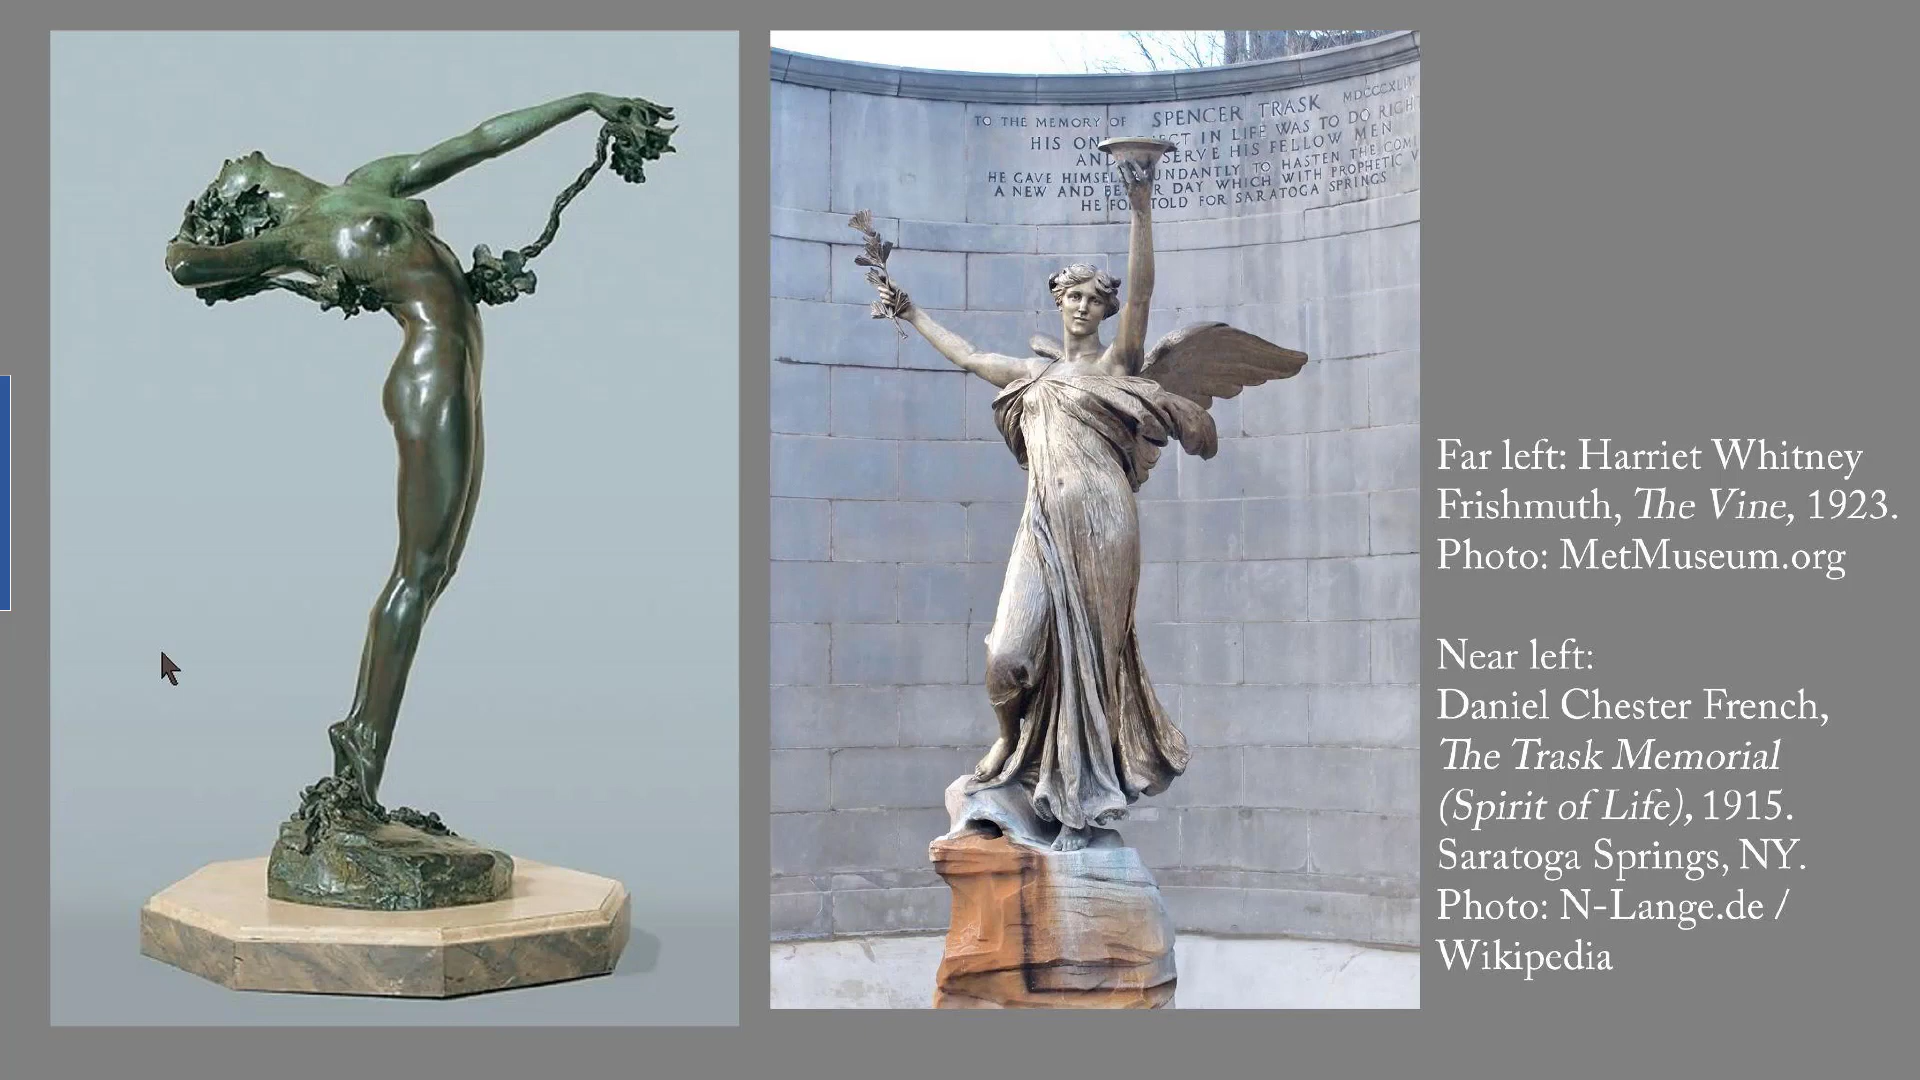 TO THE MEMORY OF SPENCER TRASK MDCCCXLIV
HIS ONE OBJECT IN LIFE WAS TO DO RIGHT
AND SERVE HIS FELLOW MEN
HE GAVE HIMSELF ABUNDANTLY TO HASTEN THE COMI
A NEW AND BETTER DAY WHICH WITH PROPHETIC V
HE FORETOLD FOR SARATOGA SPRINGS
Far left: Harriet Whitney
Frishmuth, The Vine, 1923.
Photo: MetMuseum.org
Near left:
Daniel Chester French,
The Trask Memorial
(Spirit of Life), 1915.
Saratoga Springs, NY.
Photo: N-Lange.de /
Wikipedia